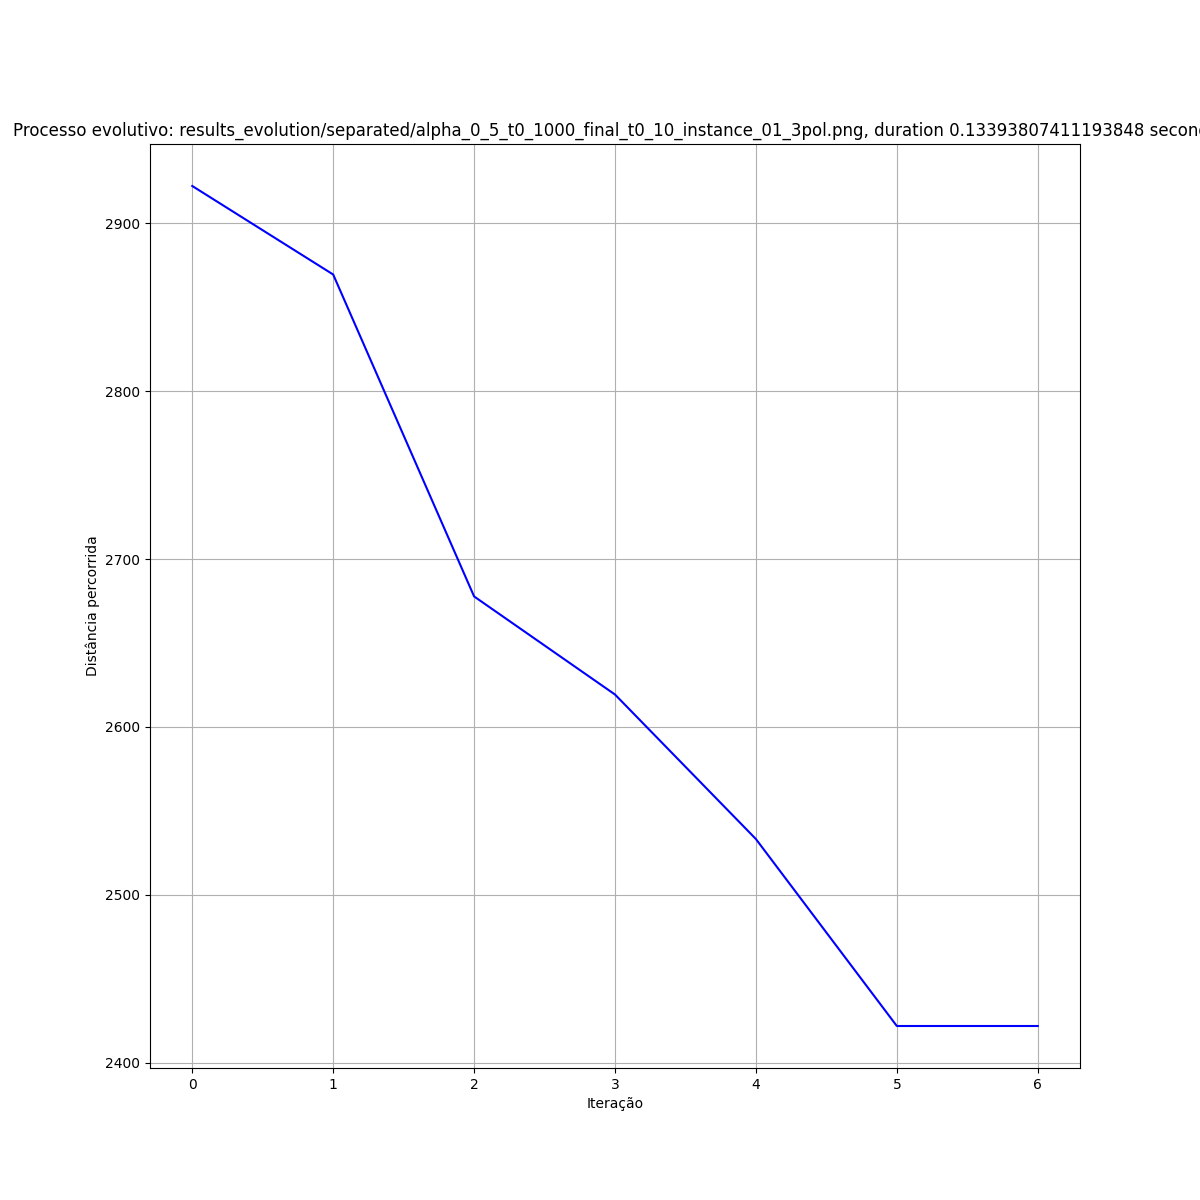 Processo evolutivo: results_evolution/separated/alpha_0_5_t0_1000_final_t0_10_instance_01_3pol.png, duration 0.13393807411193848
2900
2800
2700
2600
2500
2400
Distância percorrida
0 1 2 3 4 5 6
Iteração